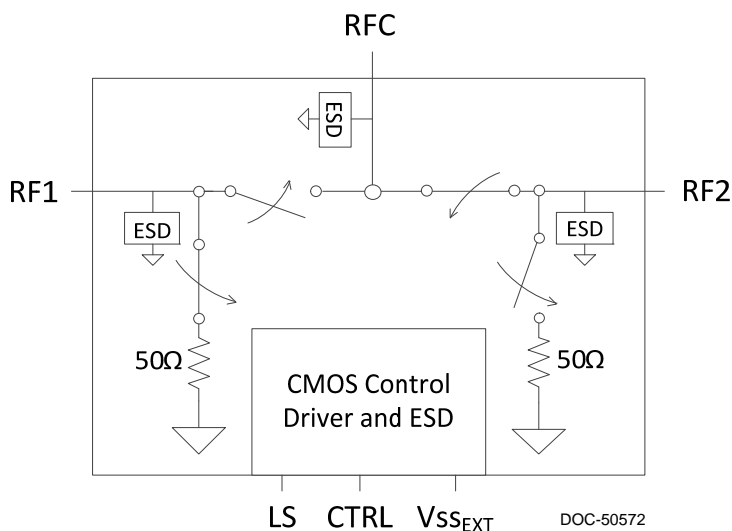 RFC
ESD
RF1
RF2
ESD
ESD
50Ω
50Ω
CMOS Control
Driver and ESD
LS CTRL VssEXT
DOC-50572